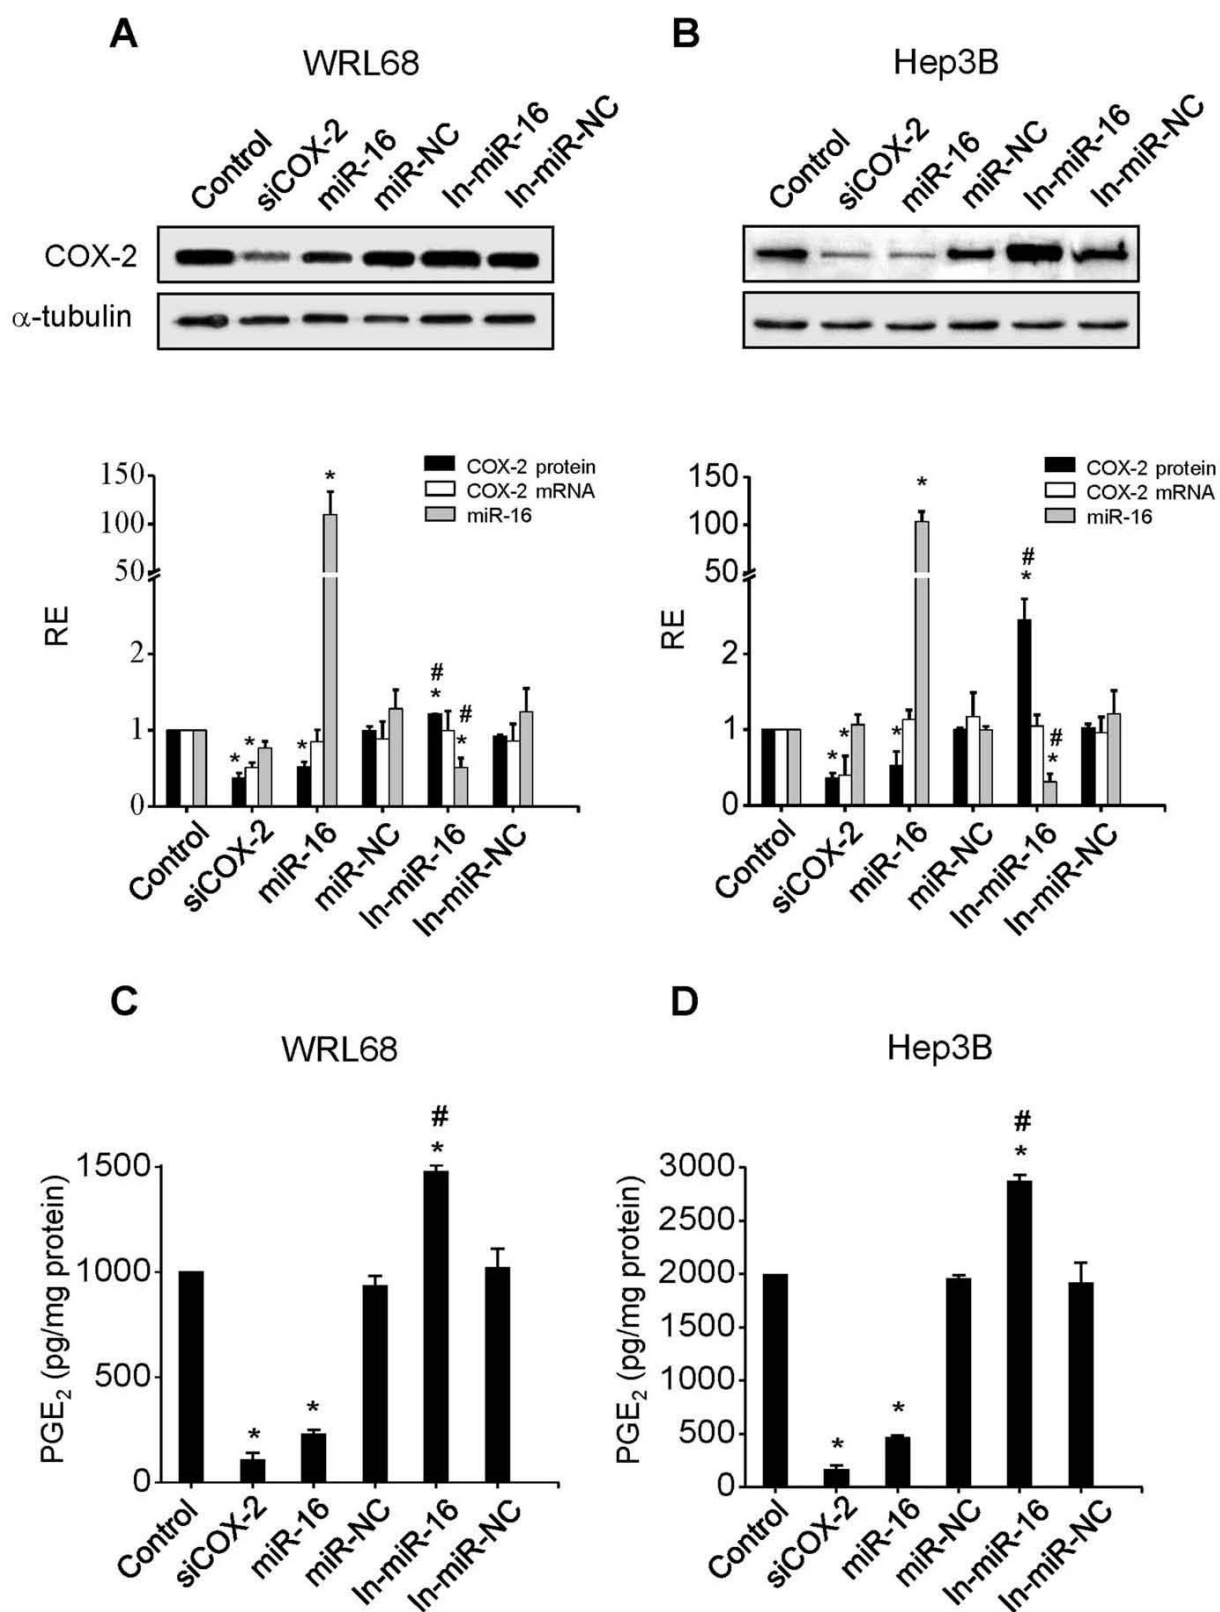 A
WRL68
Control siCOX-2 miR-16 miR-NC In-miR-16 In-miR-NC
COX-2
α-tubulin
B
Hep3B
Control siCOX-2 miR-16 miR-NC In-miR-16 In-miR-NC
150
100
50
2
1
0
RE
COX-2 protein
COX-2 mRNA
miR-16
* * * * * # * # *
Control siCOX-2 miR-16 miR-NC In-miR-16 In-miR-NC
150
100
50
2
1
0
RE
COX-2 protein
COX-2 mRNA
miR-16
* * * * # * # *
Control siCOX-2 miR-16 miR-NC In-miR-16 In-miR-NC
C
WRL68
PGE₂ (pg/mg protein)
1500
1000
500
0
* * # *
Control siCOX-2 miR-16 miR-NC In-miR-16 In-miR-NC
D
Hep3B
PGE₂ (pg/mg protein)
3000
2500
2000
1500
1000
500
0
* * # *
Control siCOX-2 miR-16 miR-NC In-miR-16 In-miR-NC